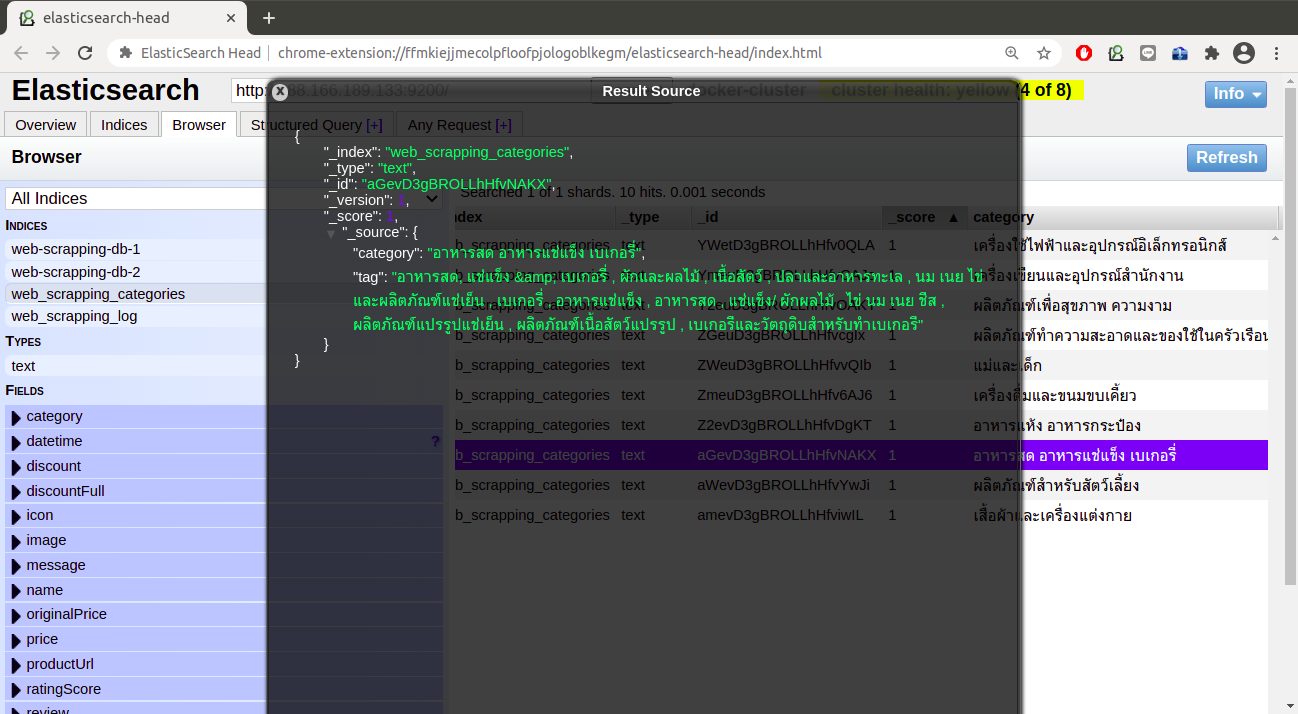 elasticsearch-head
ElasticSearch Head | chrome-extension://ffmkiejjmecolpfloofpjologoblkegm/elasticsearch-head/index.html
Elasticsearch
Result Source
cluster health: yellow (4 of 8)
Info
Overview Indices Browser Structured Query [+] Any Request [+]
Browser
Refresh
All Indices
Searched 1 of 1 shards. 10 hits. 0.001 seconds
INDICES
web-scrapping-db-1
web-scrapping-db-2
web_scrapping_categories
web_scrapping_log
TYPES
text
FIELDS
category
datetime ?
discount
discountFull
icon
image
message
name
originalPrice
price
productUrl
ratingScore
review
{
"_index": "web_scrapping_categories",
"_type": "text",
"_id": "aGevD3gBROLLhHfvNAKX",
"_version": 1,
"_score": 1,
"_source": {
"category": "อาหารสด อาหารแช่แข็ง เบเกอรี่",
"tag": "อาหารสด, แช่แข็ง &amp; เบเกอรี่ , ผักและผลไม้ , เนื้อสัตว์ , ปลาและอาหารทะเล , นม เนย ไข่
และผลิตภัณฑ์แช่เย็น , เบเกอรี่ , อาหารแช่แข็ง , อาหารสด , แช่แข็ง/ ผักผลไม้ , ไข่ นม เนย ชีส ,
ผลิตภัณฑ์แปรรูปแช่เย็น , ผลิตภัณฑ์เนื้อสัตว์แปรรูป , เบเกอรีและวัตถุดิบสำหรับทำเบเกอรี"
}
}
_type _id _score ▲ category
b_scrapping_categories text YWetD3gBROLLhHfv0QLA 1 เครื่องใช้ไฟฟ้าและอุปกรณ์อิเล็กทรอนิกส์
เครื่องเขียนและอุปกรณ์สำนักงาน
ผลิตภัณฑ์เพื่อสุขภาพ ความงาม
b_scrapping_categories text ZGeuD3gBROLLhHfvcgIx 1 ผลิตภัณฑ์ทำความสะอาดและของใช้ในครัวเรือน
b_scrapping_categories text ZWeuD3gBROLLhHfvvQIb 1 แม่และเด็ก
b_scrapping_categories text ZmeuD3gBROLLhHfv6AJ6 1 เครื่องดื่มและขนมขบเคี้ยว
b_scrapping_categories text Z2evD3gBROLLhHfvDgKT 1 อาหารแห้ง อาหารกระป๋อง
b_scrapping_categories text aGevD3gBROLLhHfvNAKX 1 อาหารสด อาหารแช่แข็ง เบเกอรี่
b_scrapping_categories text aWevD3gBROLLhHfvYwJi 1 ผลิตภัณฑ์สำหรับสัตว์เลี้ยง
b_scrapping_categories text amevD3gBROLLhHfviwIL 1 เสื้อผ้าและเครื่องแต่งกาย